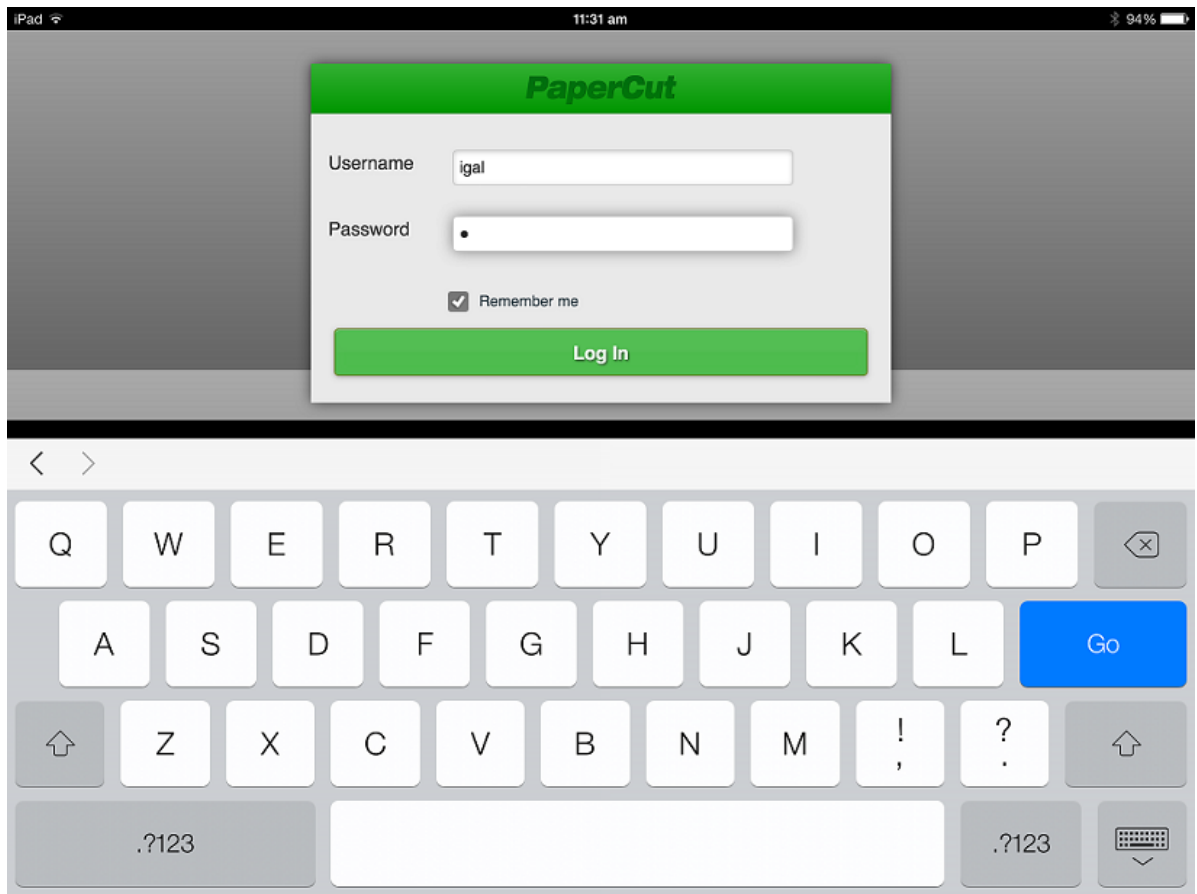 iPad 11:31 am 94%
PaperCut
Username igal
Password •
Remember me
Log In
Q W E R T Y U I O P
A S D F G H J K L Go
Z X C V B N M ! , ? .
.?123 .?123